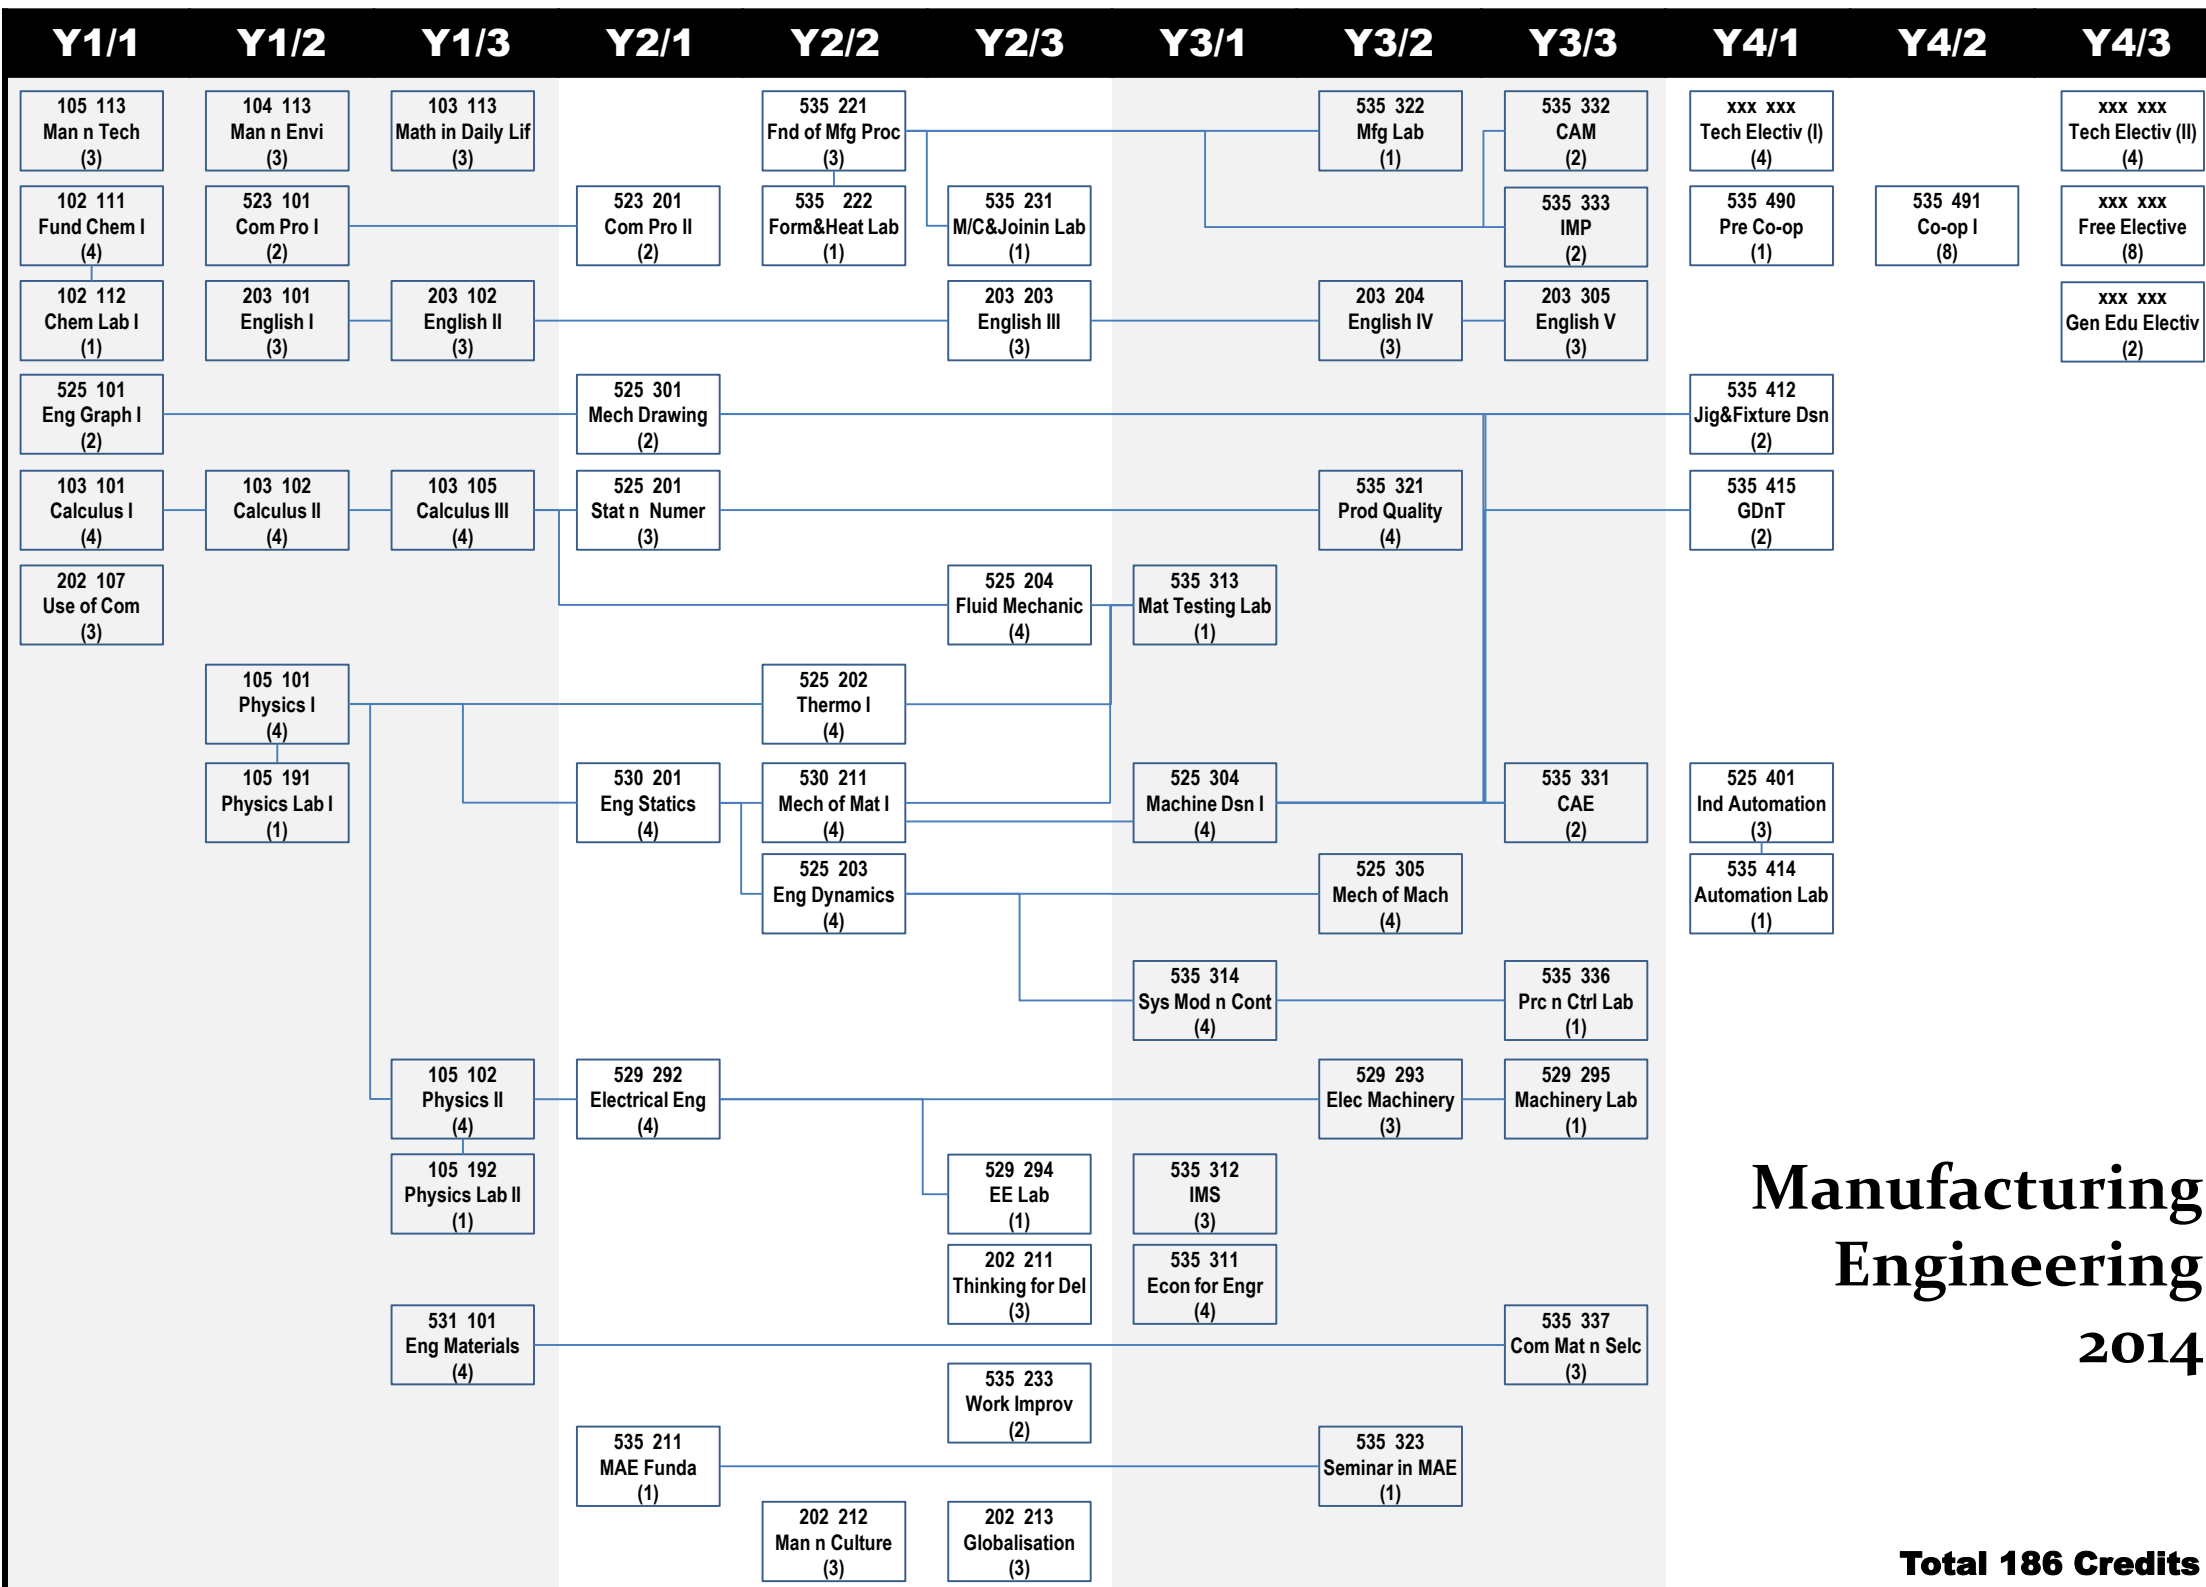 Y1/1 Y1/2 Y1/3 Y2/1 Y2/2 Y2/3 Y3/1 Y3/2 Y3/3 Y4/1 Y4/2 Y4/3
105 113
Man n Tech
(3)
104 113
Man n Envi
(3)
103 113
Math in Daily Lif
(3)
535 221
Fnd of Mfg Proc
(3)
535 322
Mfg Lab
(1)
535 332
CAM
(2)
xxx xxx
Tech Electiv (I)
(4)
xxx xxx
Tech Electiv (II)
(4)
102 111
Fund Chem I
(4)
523 101
Com Pro I
(2)
523 201
Com Pro II
(2)
535 222
Form&Heat Lab
(1)
535 231
M/C&Joinin Lab
(1)
535 333
IMP
(2)
535 490
Pre Co-op
(1)
535 491
Co-op I
(8)
xxx xxx
Free Elective
(8)
102 112
Chem Lab I
(1)
203 101
English I
(3)
203 102
English II
(3)
203 203
English III
(3)
203 204
English IV
(3)
203 305
English V
(3)
xxx xxx
Gen Edu Electiv
(2)
525 101
Eng Graph I
(2)
525 301
Mech Drawing
(2)
535 412
Jig&Fixture Dsn
(2)
103 101
Calculus I
(4)
103 102
Calculus II
(4)
103 105
Calculus III
(4)
525 201
Stat n Numer
(3)
535 321
Prod Quality
(4)
535 415
GDnT
(2)
202 107
Use of Com
(3)
525 204
Fluid Mechanic
(4)
535 313
Mat Testing Lab
(1)
105 101
Physics I
(4)
525 202
Thermo I
(4)
105 191
Physics Lab I
(1)
530 201
Eng Statics
(4)
530 211
Mech of Mat I
(4)
525 304
Machine Dsn I
(4)
535 331
CAE
(2)
525 401
Ind Automation
(3)
525 203
Eng Dynamics
(4)
525 305
Mech of Mach
(4)
535 414
Automation Lab
(1)
535 314
Sys Mod n Cont
(4)
535 336
Prc n Ctrl Lab
(1)
105 102
Physics II
(4)
529 292
Electrical Eng
(4)
529 293
Elec Machinery
(3)
529 295
Machinery Lab
(1)
105 192
Physics Lab II
(1)
529 294
EE Lab
(1)
535 312
IMS
(3)
202 211
Thinking for Del
(3)
535 311
Econ for Engr
(4)
531 101
Eng Materials
(4)
535 337
Com Mat n Selc
(3)
535 233
Work Improv
(2)
535 211
MAE Funda
(1)
535 323
Seminar in MAE
(1)
202 212
Man n Culture
(3)
202 213
Globalisation
(3)
Manufacturing
Engineering
2014
Total 186 Credits